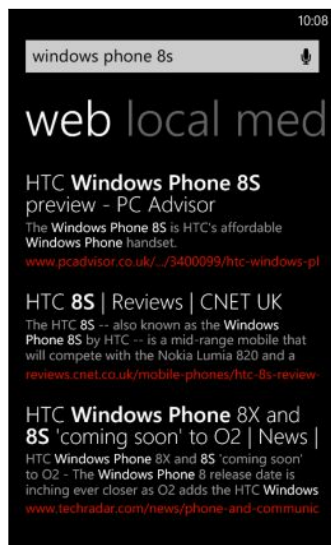 10:08
windows phone 8s
web local med
HTC Windows Phone 8S
preview - PC Advisor
The Windows Phone 8S is HTC's affordable
Windows Phone handset.
www.pcadvisor.co.uk/.../3400099/htc-windows-pl
HTC 8S | Reviews | CNET UK
The HTC 8S -- also known as the Windows
Phone 8S by HTC -- is a mid-range mobile that
will compete with the Nokia Lumia 820 and a
reviews.cnet.co.uk/mobile-phones/htc-8s-review-
HTC Windows Phone 8X and
8S 'coming soon' to O2 | News |
HTC Windows Phone 8X and 8S 'coming soon'
to O2 - The Windows Phone 8 release date is
inching ever closer as O2 adds the HTC Windows
www.techradar.com/news/phone-and-communic